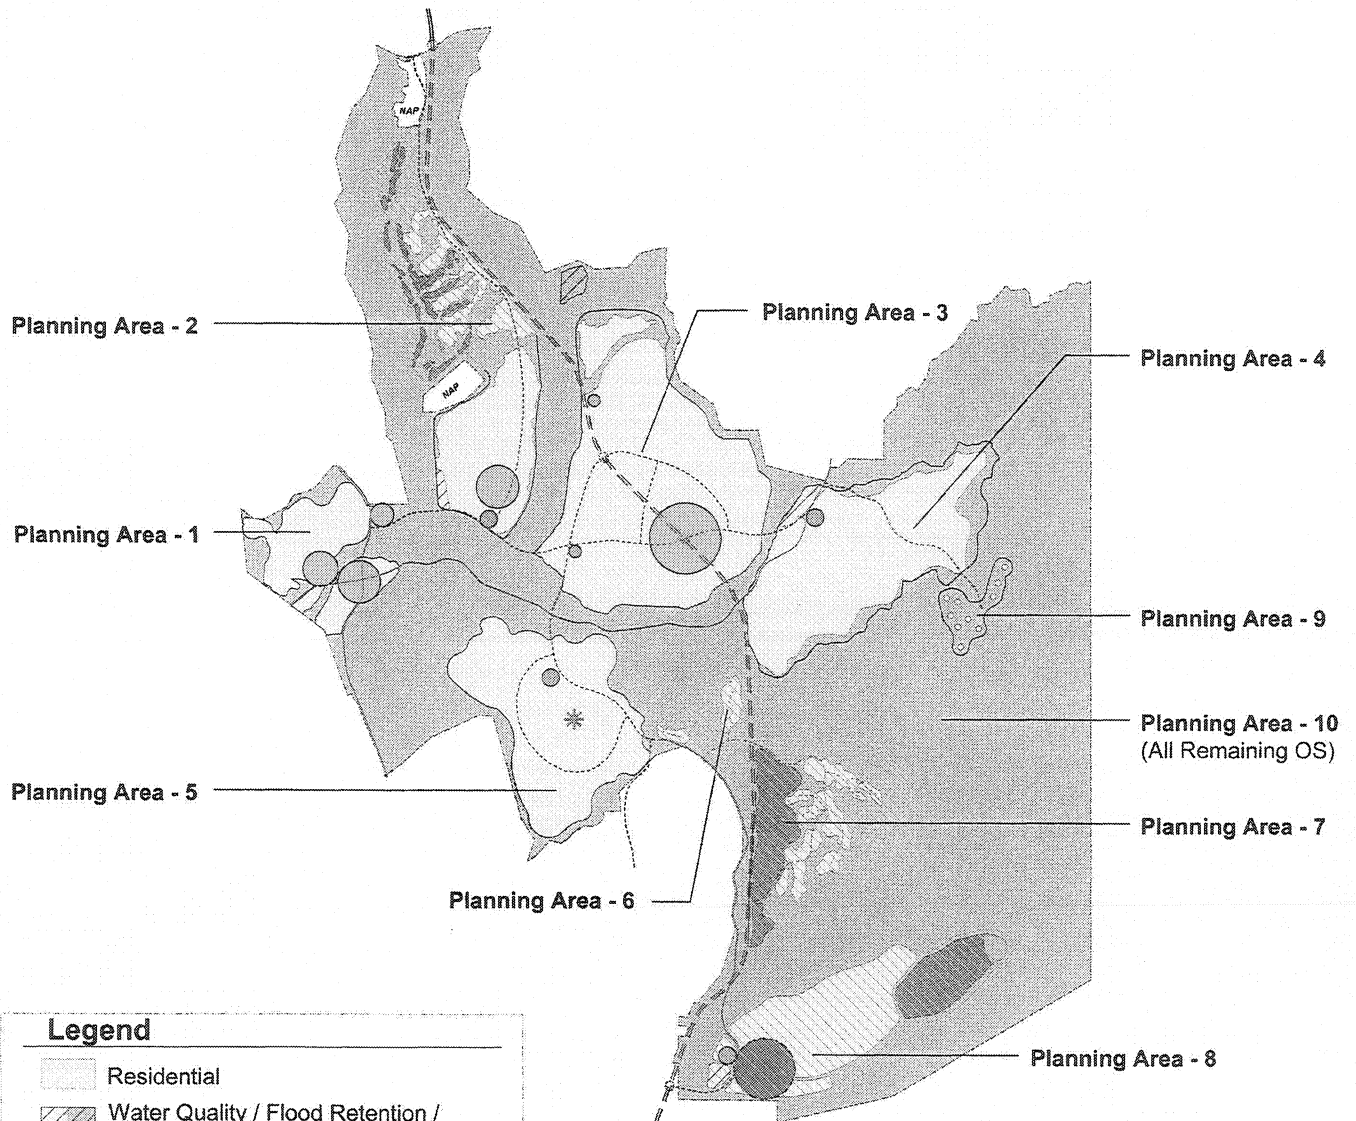 NAP
Planning Area - 2
Planning Area - 3
Planning Area - 4
NAP
Planning Area - 1
Planning Area - 9
Planning Area - 10
(All Remaining OS)
Planning Area - 5
Planning Area - 7
Planning Area - 6
Planning Area - 8
Legend
Residential
Water Quality / Flood Retention /